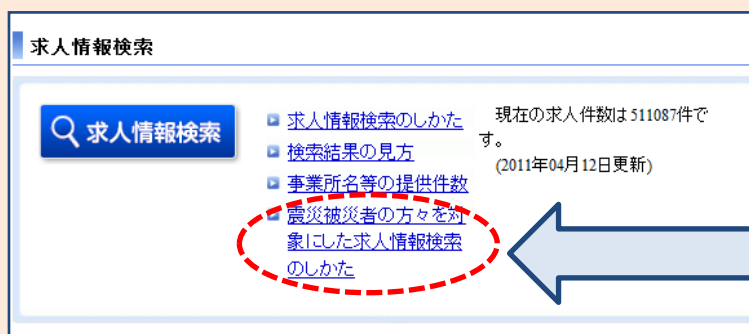 求人情報検索
求人情報検索
求人情報検索のしかた
検索結果の見方
事業所名等の提供件数
震災被災者の方々を対
象にした求人情報検索
のしかた
現在の求人件数は511087件で
す。
(2011年04月12日更新)